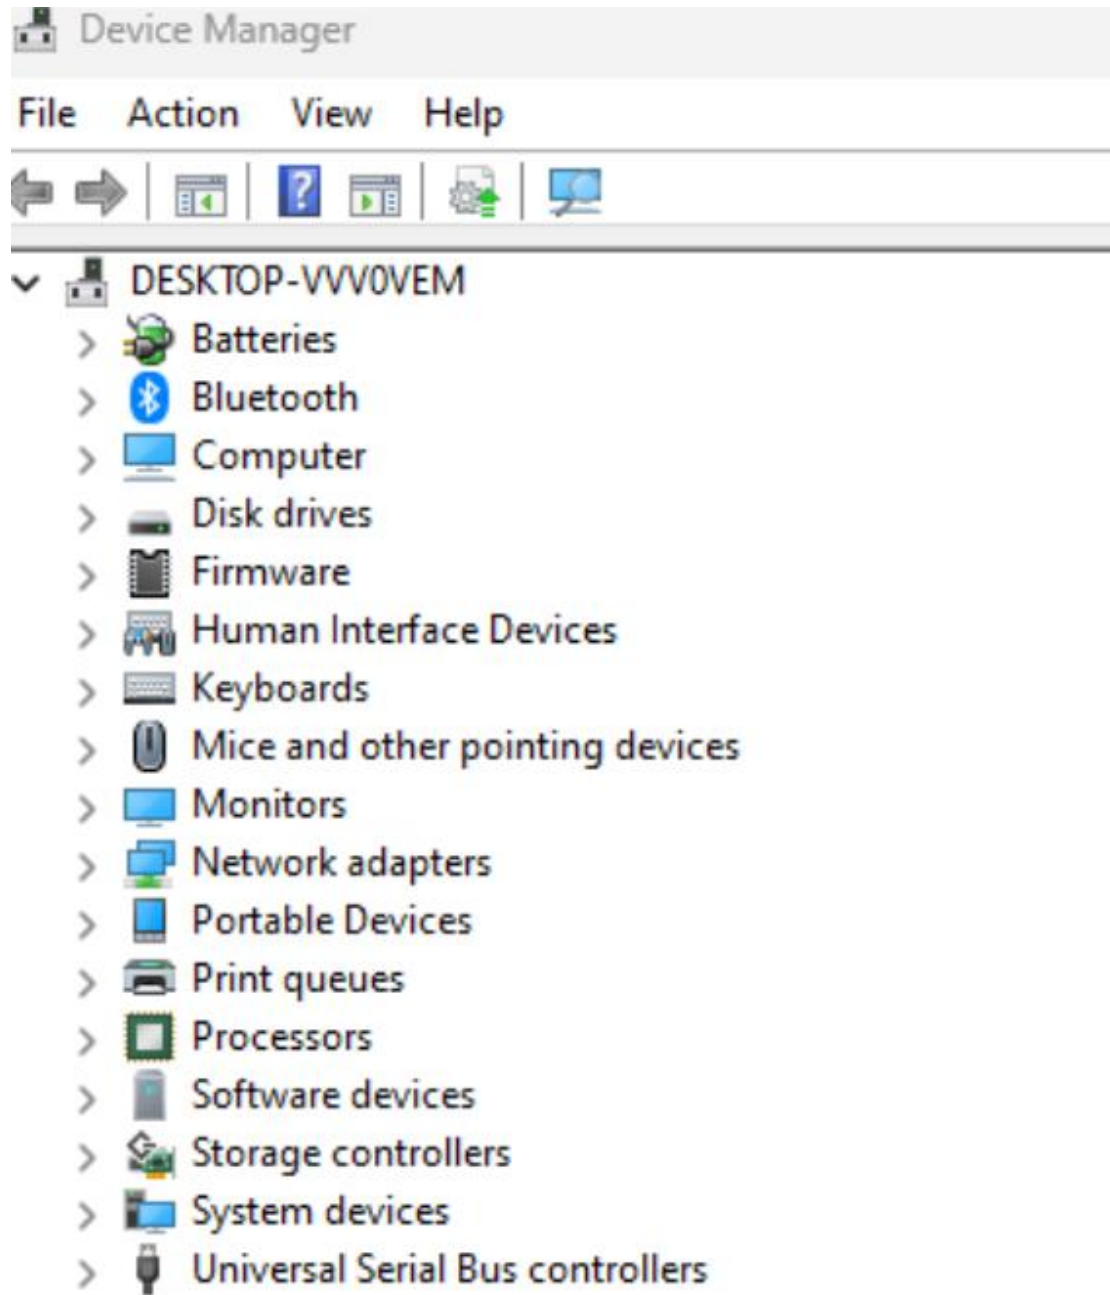 Device Manager
File Action View Help
DESKTOP-VVV0VEM
Batteries
Bluetooth
Computer
Disk drives
Firmware
Human Interface Devices
Keyboards
Mice and other pointing devices
Monitors
Network adapters
Portable Devices
Print queues
Processors
Software devices
Storage controllers
System devices
Universal Serial Bus controllers